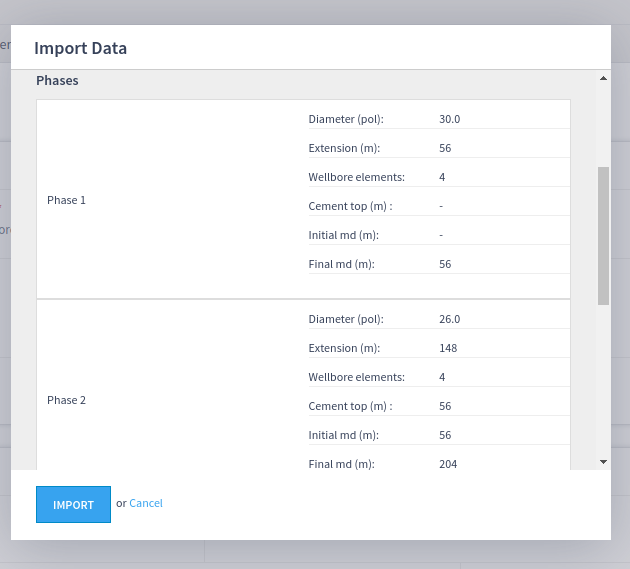 Import Data
Phases
Phase 1
Diameter (pol): 30.0
Extension (m): 56
Wellbore elements: 4
Cement top (m) : -
Initial md (m): -
Final md (m): 56
Phase 2
Diameter (pol): 26.0
Extension (m): 148
Wellbore elements: 4
Cement top (m) : 56
Initial md (m): 56
Final md (m): 204
IMPORT or Cancel